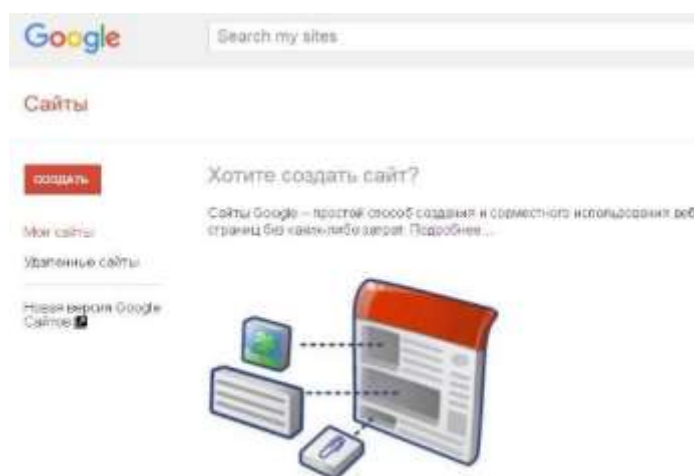 Google
Search my sites
Сайты
СОЗДАТЬ
Хотите создать сайт?
Сайты Google – простой способ создания и совместного использования веб
страниц без каких-либо затрат. Подробнее...
Мои сайты
Удаленные сайты
Новая версия Google
Сайтов